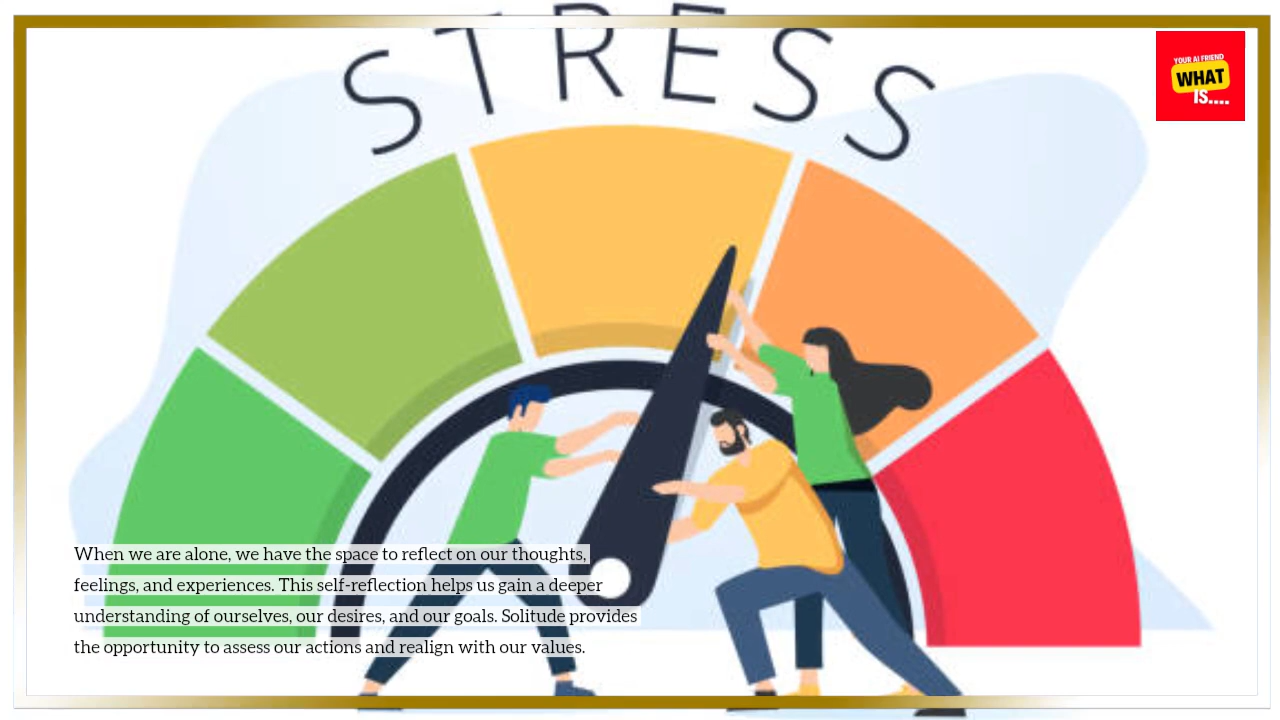 STRESS
YOUR AI FRIEND
WHAT
IS....
When we are alone, we have the space to reflect on our thoughts,
feelings, and experiences. This self-reflection helps us gain a deeper
understanding of ourselves, our desires, and our goals. Solitude provides
the opportunity to assess our actions and realign with our values.